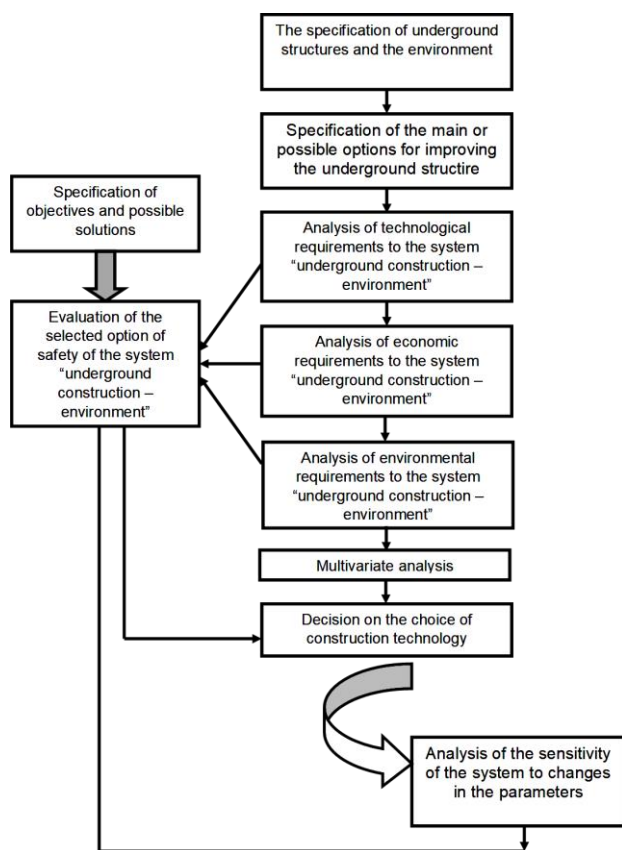 The specification of underground
structures and the environment
Specification of the main or
possible options for improving
the underground structire
Specification of
objectives and possible
solutions
Analysis of technological
requirements to the system
“underground construction –
environment”
Evaluation of the
selected option of
safety of the system
“underground
construction –
environment”
Analysis of economic
requirements to the system
“underground construction –
environment”
Analysis of environmental
requirements to the system
“underground construction –
environment”
Multivariate analysis
Decision on the choice of
construction technology
Analysis of the sensitivity
of the system to changes
in the parameters